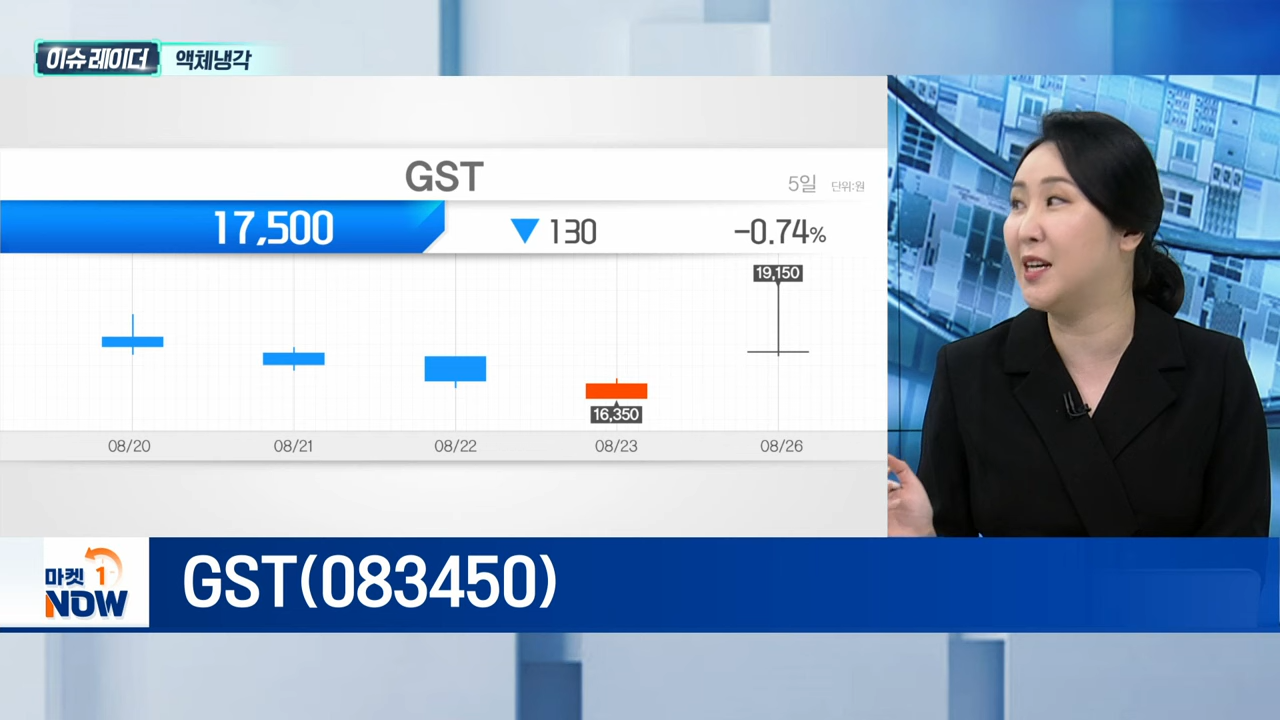 이슈 레이더 액체냉각
GST
5일 단위:원
17,500 ▼130 -0.74%
19,150
16,350
08/20 08/21 08/22 08/23 08/26
마켓 1
NOW
GST(083450)